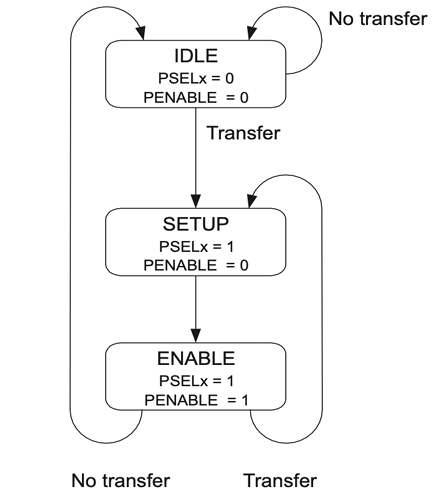 No transfer
IDLE
PSELx = 0
PENABLE = 0
Transfer
SETUP
PSELx = 1
PENABLE = 0
ENABLE
PSELx = 1
PENABLE = 1
No transfer
Transfer